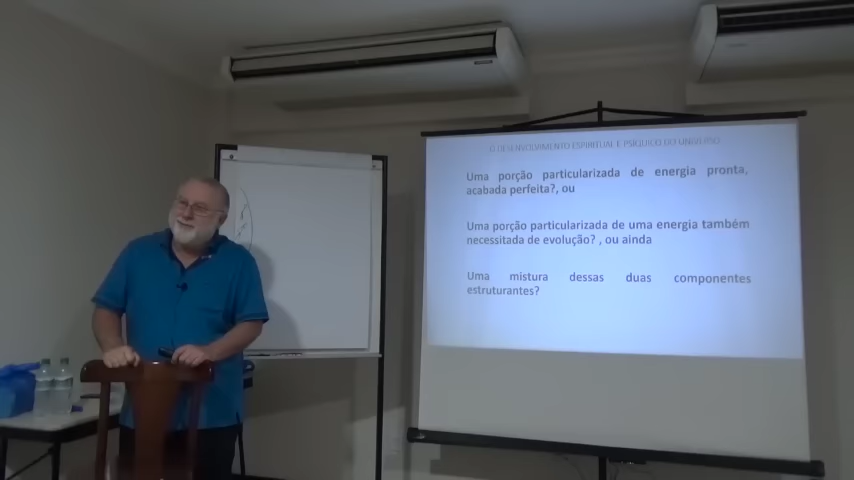 O DESENVOLVIMENTO ESPIRITUAL E PSÍQUICO DO UNIVERSO
Uma porção particularizada de energia pronta,
acabada perfeita?, ou
Uma porção particularizada de uma energia também
necessitada de evolução? , ou ainda
Uma mistura dessas duas componentes
estruturantes?